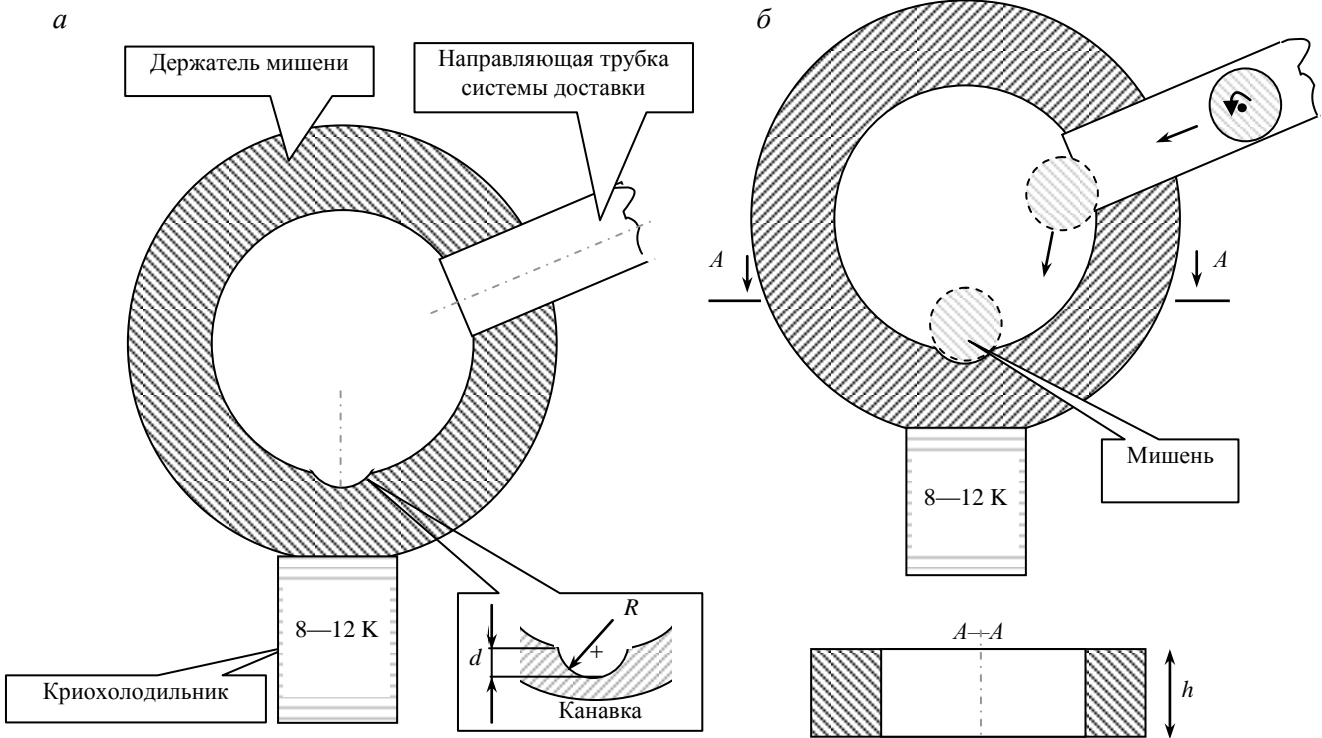 а
Держатель мишени
Направляющая трубка
системы доставки
8—12 K
Криохолодильник
R
d
Канавка
б
A
A
Мишень
8—12 K
A—A
h